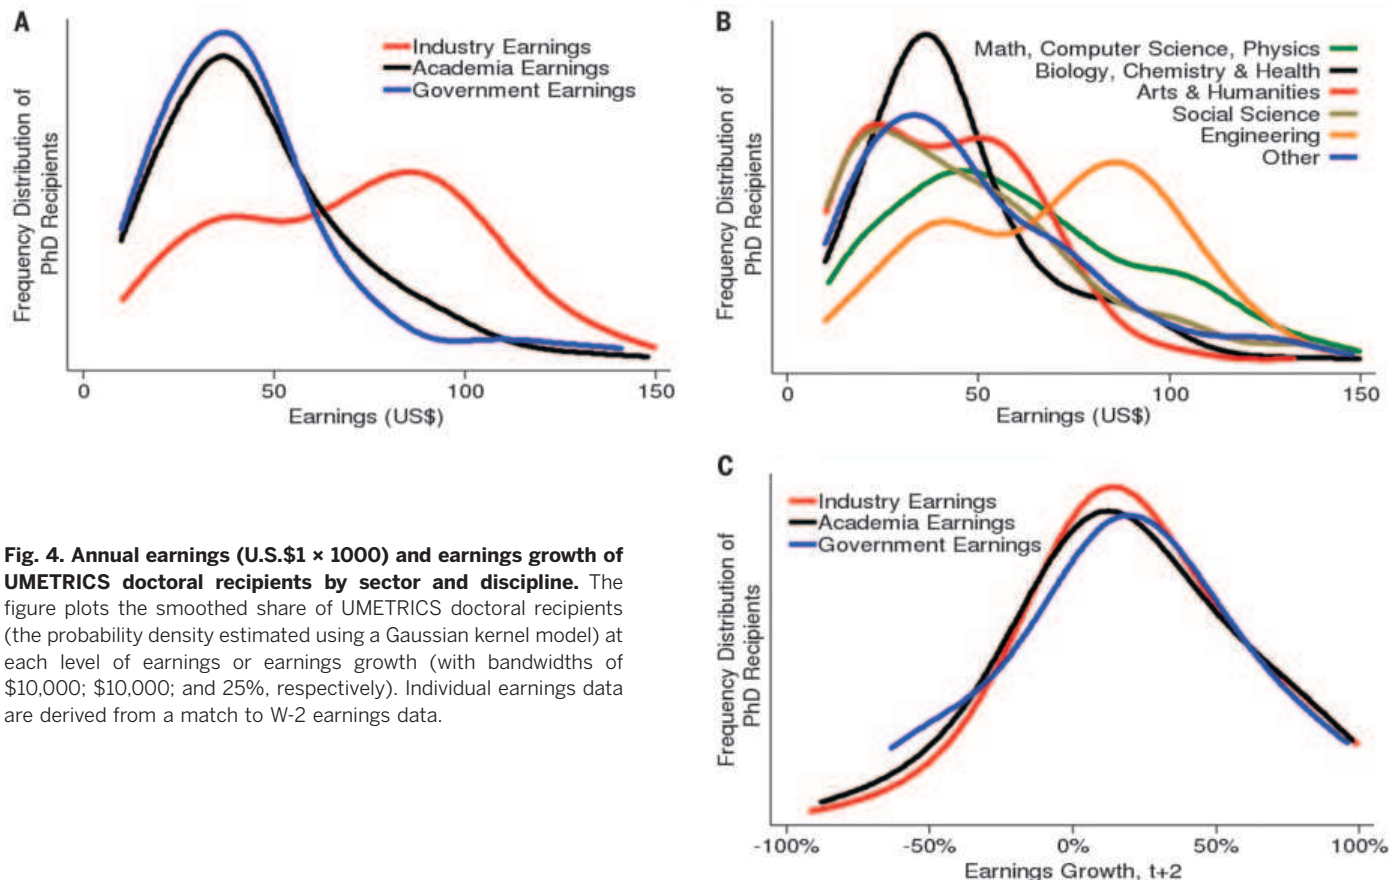 A
Industry Earnings
Academia Earnings
Government Earnings
Frequency Distribution of
PhD Recipients
0
50
100
150
Earnings (US$)
B
Math, Computer Science, Physics
Biology, Chemistry & Health
Arts & Humanities
Social Science
Engineering
Other
Frequency Distribution of
PhD Recipients
0
50
100
150
Earnings (US$)
Fig. 4. Annual earnings (U.S.$1 × 1000) and earnings growth of
UMETRICS doctoral recipients by sector and discipline. The
figure plots the smoothed share of UMETRICS doctoral recipients
(the probability density estimated using a Gaussian kernel model) at
each level of earnings or earnings growth (with bandwidths of
$10,000; $10,000; and 25%, respectively). Individual earnings data
are derived from a match to W-2 earnings data.
C
Industry Earnings
Academia Earnings
Government Earnings
Frequency Distribution of
PhD Recipients
-100%
-50%
0%
50%
100%
Earnings Growth, t+2